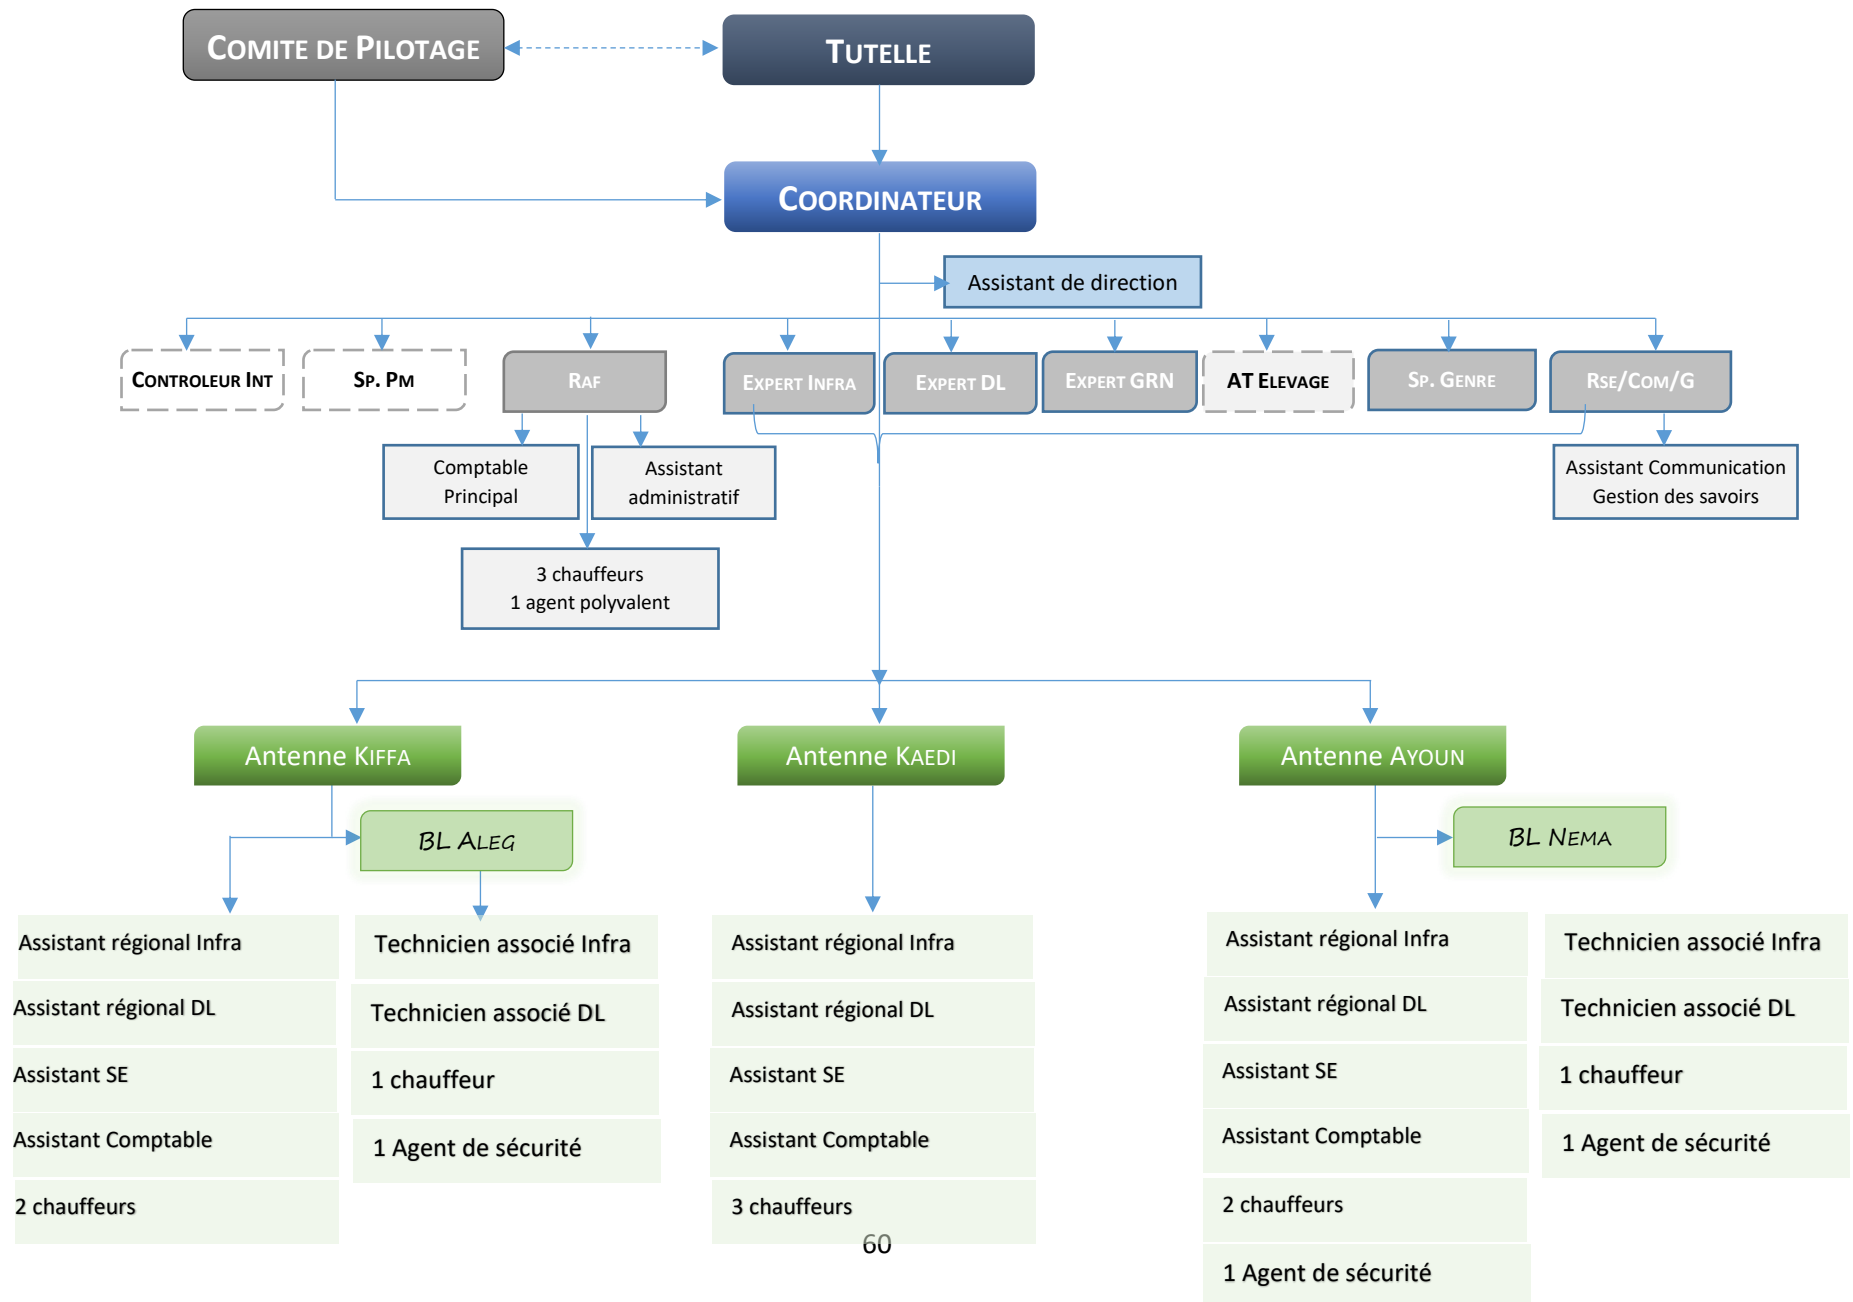 COMITE DE PILOTAGE
TUTELLE
COORDINATEUR
Assistant de direction
CONTROLEUR INT
SP. PM
RAF
EXPERT INFRA
EXPERT DL
EXPERT GRN
AT ELEVAGE
SP. GENRE
RSE/COM/G
Comptable
Principal
Assistant
administratif
Assistant Communication
Gestion des savoirs
3 chauffeurs
1 agent polyvalent
Antenne KIFFA
Antenne KAEDI
Antenne AYOUN
BL ALEG
BL NEMA
Assistant régional Infra
Assistant régional DL
Assistant SE
Assistant Comptable
2 chauffeurs
Technicien associé Infra
Technicien associé DL
1 chauffeur
1 Agent de sécurité
Assistant régional Infra
Assistant régional DL
Assistant SE
Assistant Comptable
3 chauffeurs
Assistant régional Infra
Assistant régional DL
Assistant SE
Assistant Comptable
2 chauffeurs
1 Agent de sécurité
Technicien associé Infra
Technicien associé DL
1 chauffeur
1 Agent de sécurité
60